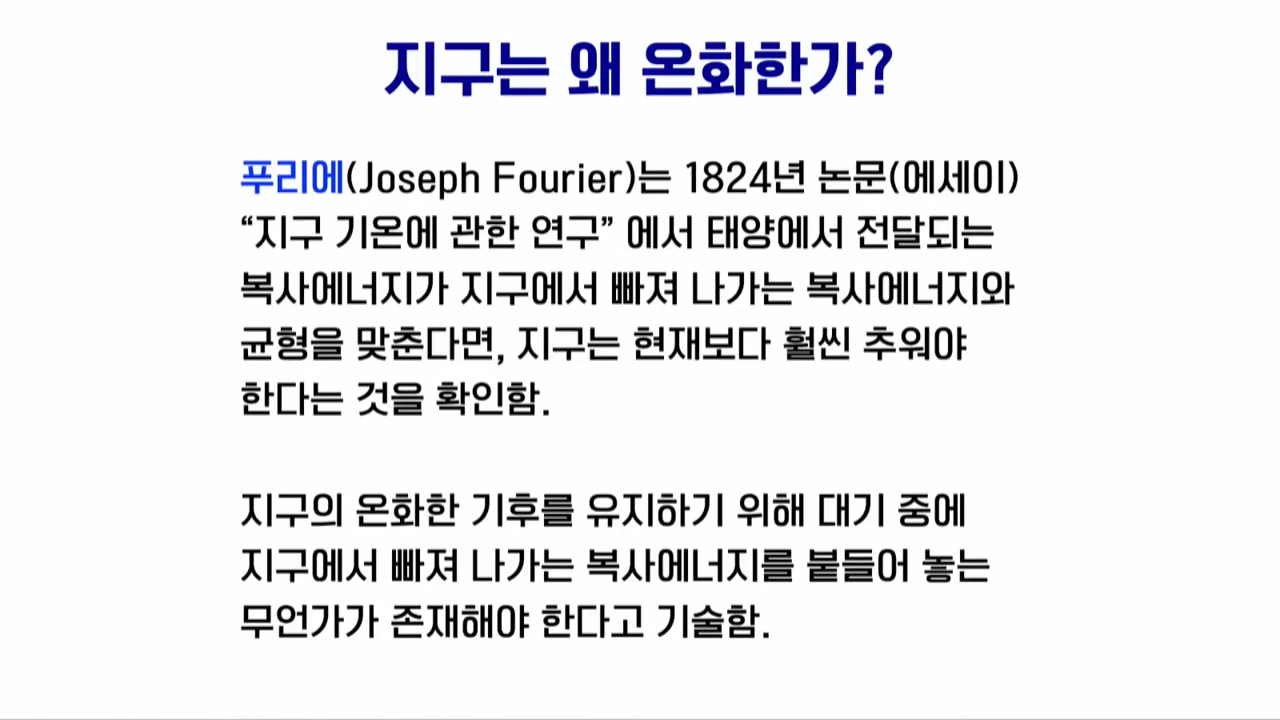 지구는 왜 온화한가?
푸리에(Joseph Fourier)는 1824년 논문(에세이)
“지구 기온에 관한 연구” 에서 태양에서 전달되는
복사에너지가 지구에서 빠져 나가는 복사에너지와
균형을 맞춘다면, 지구는 현재보다 훨씬 추워야
한다는 것을 확인함.
지구의 온화한 기후를 유지하기 위해 대기 중에
지구에서 빠져 나가는 복사에너지를 붙들어 놓는
무언가가 존재해야 한다고 기술함.